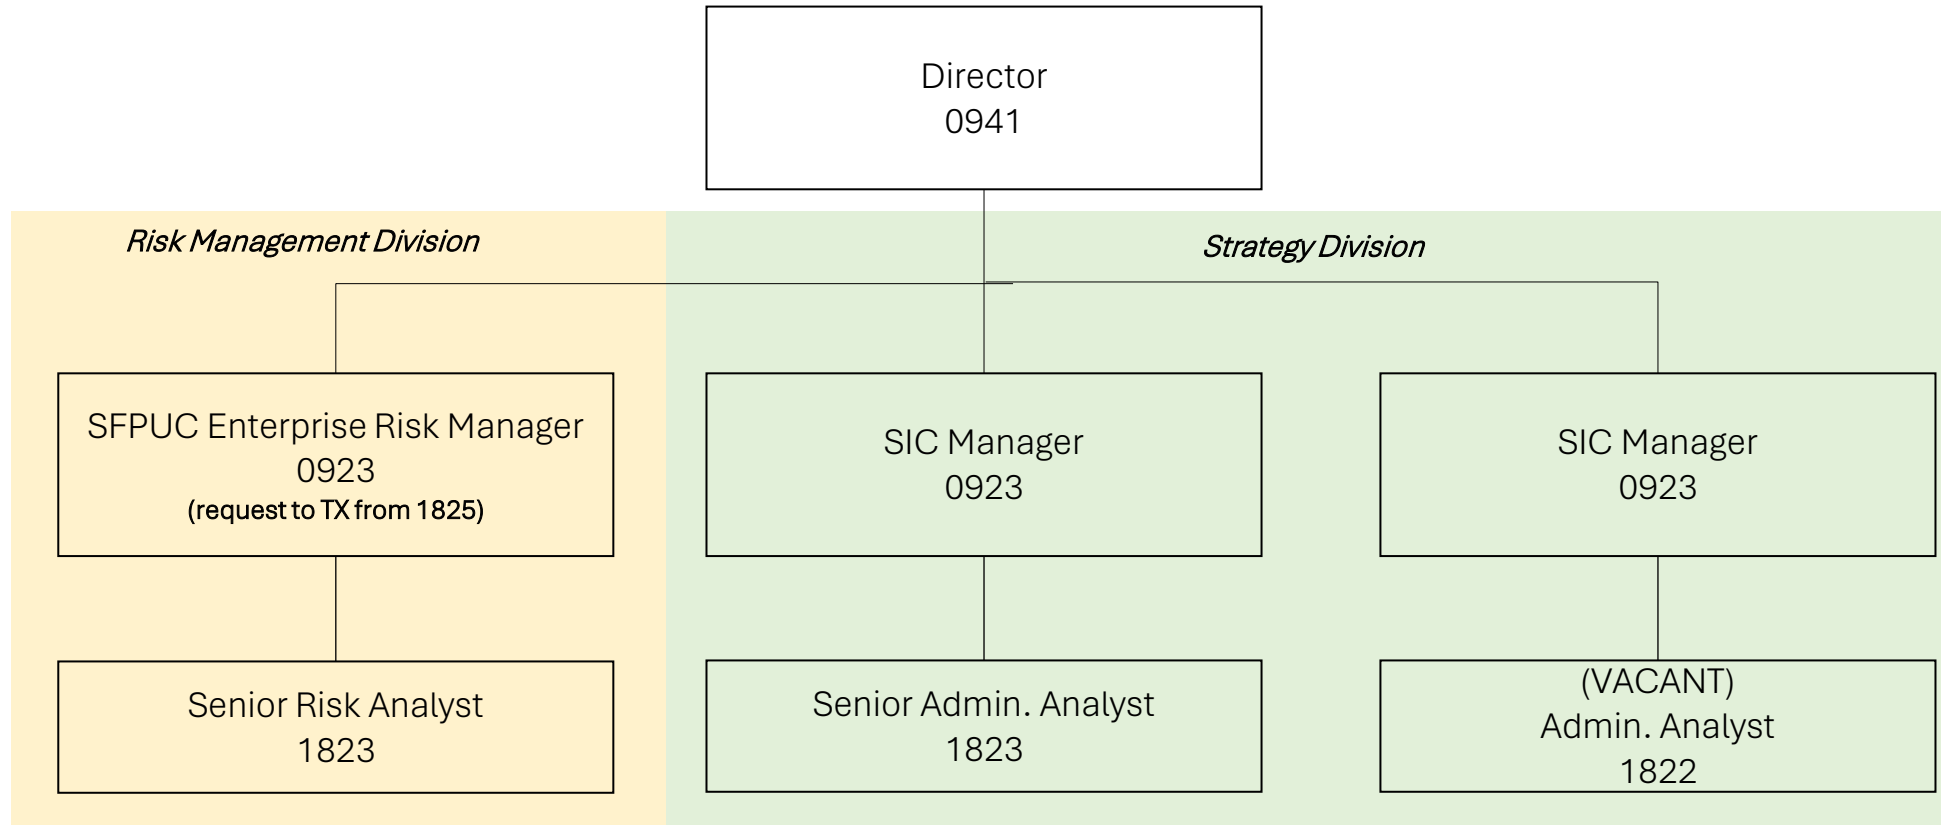 Director
0941
Risk Management Division
Strategy Division
SFPUC Enterprise Risk Manager
0923
(request to TX from 1825)
SIC Manager
0923
SIC Manager
0923
Senior Risk Analyst
1823
Senior Admin. Analyst
1823
(VACANT)
Admin. Analyst
1822